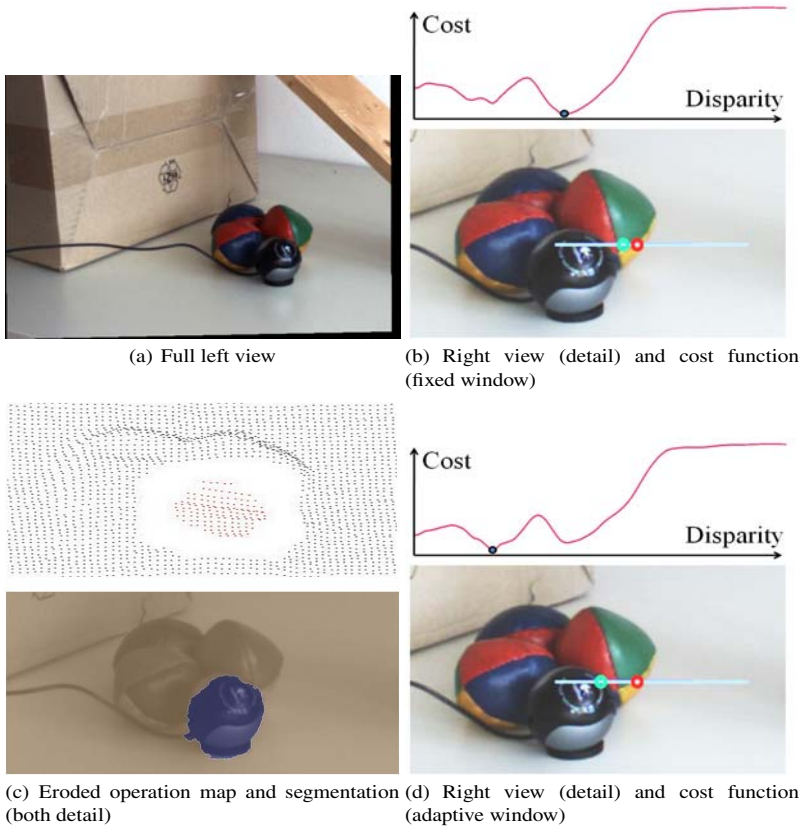 Cost
Disparity
(a) Full left view
(b) Right view (detail) and cost function
(fixed window)
Cost
Disparity
(c) Eroded operation map and segmentation
(both detail)
(d) Right view (detail) and cost function
(adaptive window)